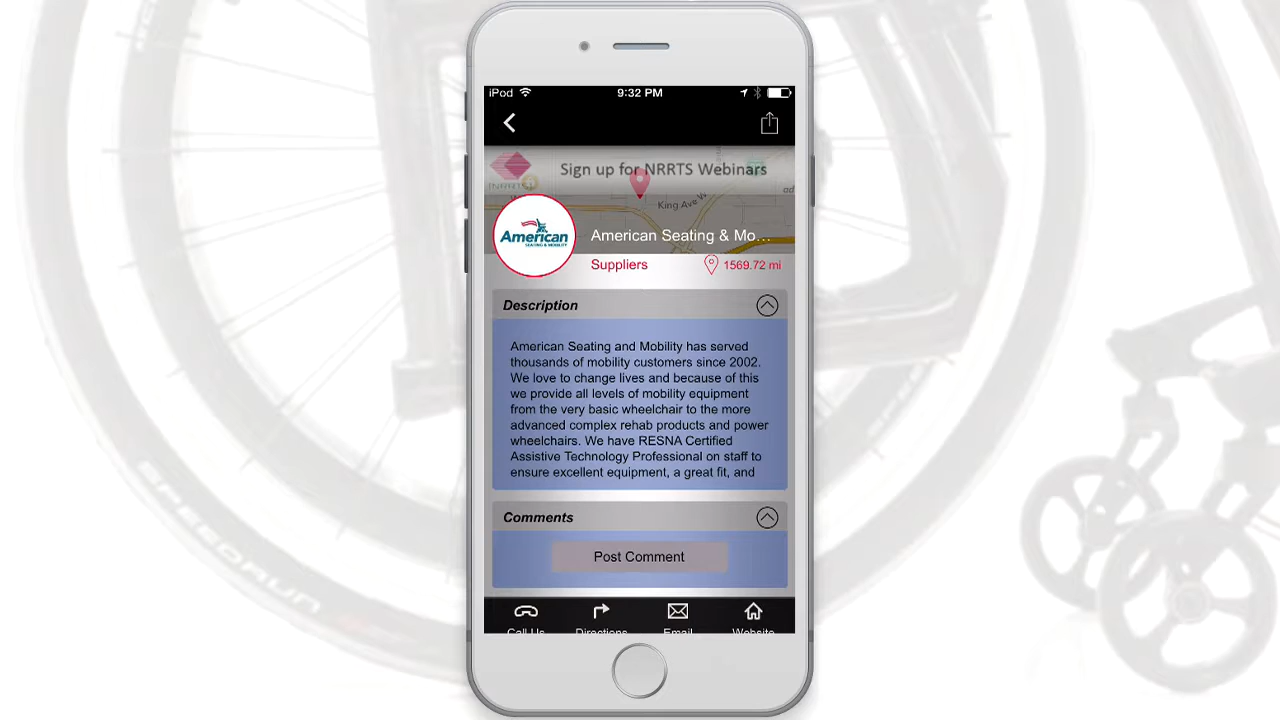 iPod
9:32 PM
Sign up for NRRTS Webinars
NRRTS
King Ave W
American
SEATING & MOBILITY
American Seating & Mo...
Suppliers
1569.72 mi
Description
American Seating and Mobility has served
thousands of mobility customers since 2002.
We love to change lives and because of this
we provide all levels of mobility equipment
from the very basic wheelchair to the more
advanced complex rehab products and power
wheelchairs. We have RESNA Certified
Assistive Technology Professional on staff to
ensure excellent equipment, a great fit, and
Comments
Post Comment
Call Us
Directions
Email
Website